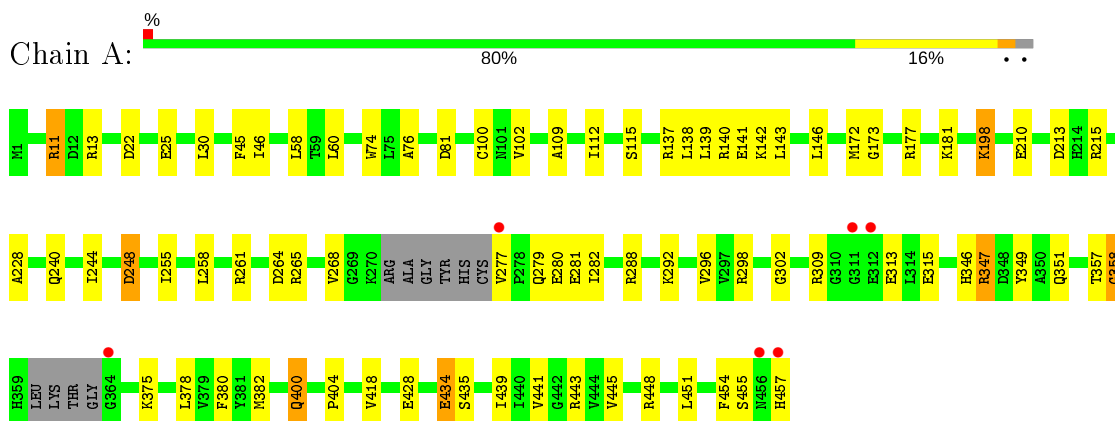 %
Chain A:
80% 16% • •
M1 R11 D12 R13 D22 E25 L30 F45 I46 L58 T59 L60 W74 L75 A76 D81 C100 N101 V102 A109 I112 S115 R137 L138 L139 R140 E141 K142 L143 L146 M172 G173 R177 K181 K198 E210 D213 H214 R215
A228 Q240 I244 D248 I255 L258 R261 D264 R265 V268 G269 K270 ARG ALA GLY TYR HIS CYS V277 P278 Q279 E280 E281 I282 R288 K292 V296 V297 R298 G302 R309 G310 G311 E312 E313 L314 E315 H346 R347 D348 Y349 A350 Q351 T357 G358
H359 LEU LYS THR GLY G364 K375 L378 V379 F380 Y381 M382 Q400 P404 V418 E428 E434 S435 I439 I440 V441 G442 R443 V444 V445 R448 L451 F454 S455 N456 H457